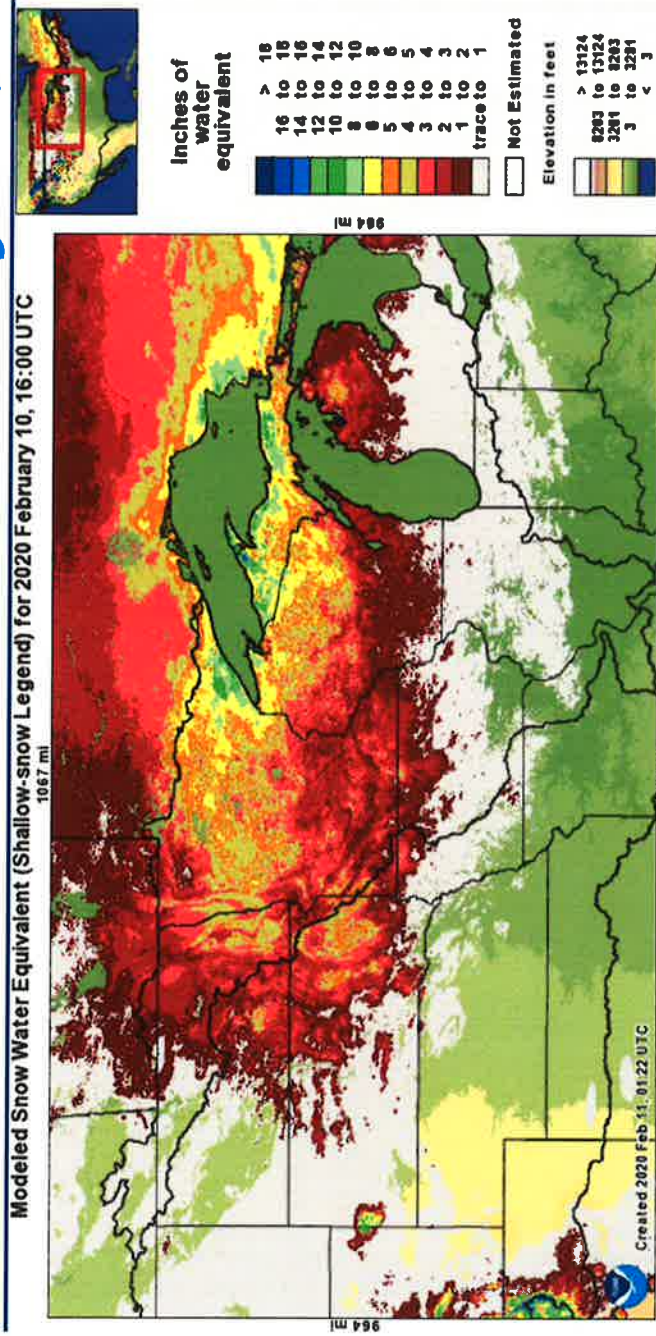 Modeled Snow Water Equivalent (Shallow-snow Legend) for 2020 February 10, 16:00 UTC
1067 mi
964 mi
964 mi
Created 2020 Feb 11, 01:22 UTC
Inches of
water
equivalent
> 18
16 to 18
14 to 16
12 to 14
10 to 12
8 to 10
6 to 8
5 to 6
4 to 5
3 to 4
2 to 3
1 to 2
trace to 1
Not Estimated
Elevation in feet
> 13124
8203 to 13124
3281 to 8203
3 to 3281
< 3